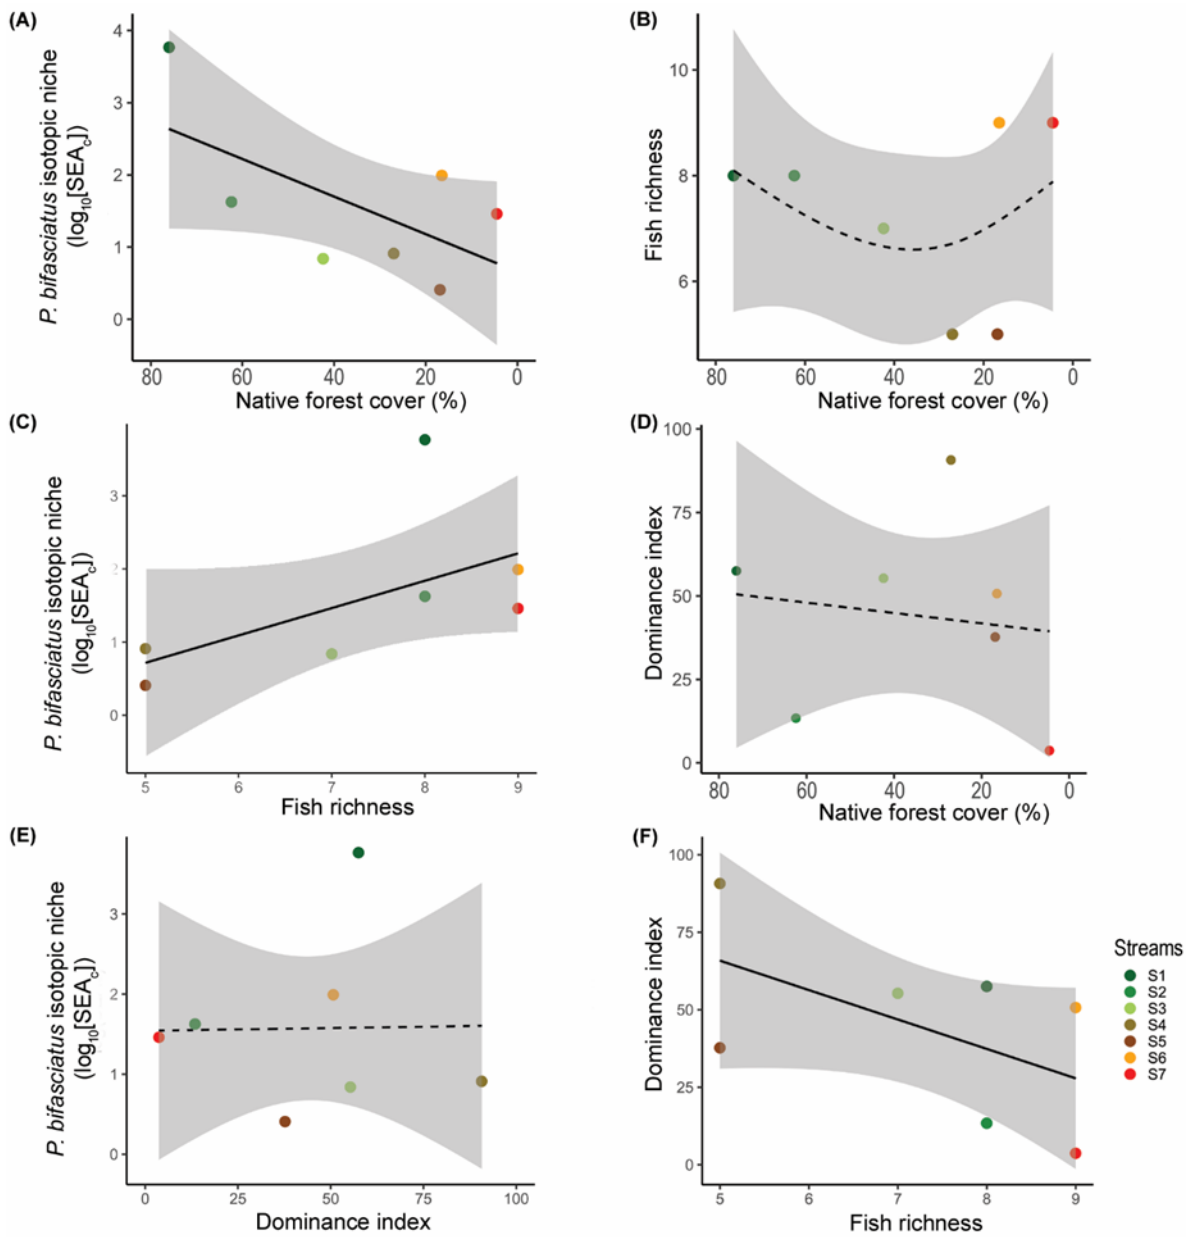 (A)
P. bifasciatus isotopic niche
(log10[SEAc])
4
3
2
1
0
80 60 40 20 0
Native forest cover (%)
(B)
Fish richness
10
8
6
80 60 40 20 0
Native forest cover (%)
(C)
P. bifasciatus isotopic niche
(log10[SEAc])
3
2
1
0
5 6 7 8 9
Fish richness
(D)
Dominance index
100
75
50
25
0
80 60 40 20 0
Native forest cover (%)
(E)
P. bifasciatus isotopic niche
(log10[SEAc])
3
2
1
0
0 25 50 75 100
Dominance index
(F)
Dominance index
100
75
50
25
0
5 6 7 8 9
Fish richness
Streams
S1
S2
S3
S4
S5
S6
S7